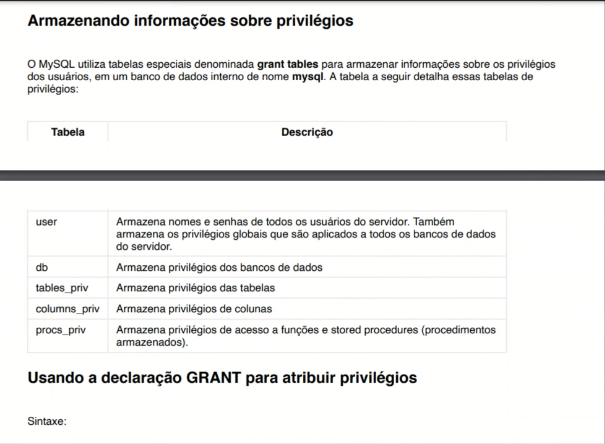 Armazenando informações sobre privilégios
O MySQL utiliza tabelas especiais denominada grant tables para armazenar informações sobre os privilégios
dos usuários, em um banco de dados interno de nome mysql. A tabela a seguir detalha essas tabelas de
privilégios:
Tabela Descrição
user Armazena nomes e senhas de todos os usuários do servidor. Também
armazena os privilégios globais que são aplicados a todos os bancos de dados
do servidor.
db Armazena privilégios dos bancos de dados
tables_priv Armazena privilégios das tabelas
columns_priv Armazena privilégios de colunas
procs_priv Armazena privilégios de acesso a funções e stored procedures (procedimentos
armazenados).
Usando a declaração GRANT para atribuir privilégios
Sintaxe: